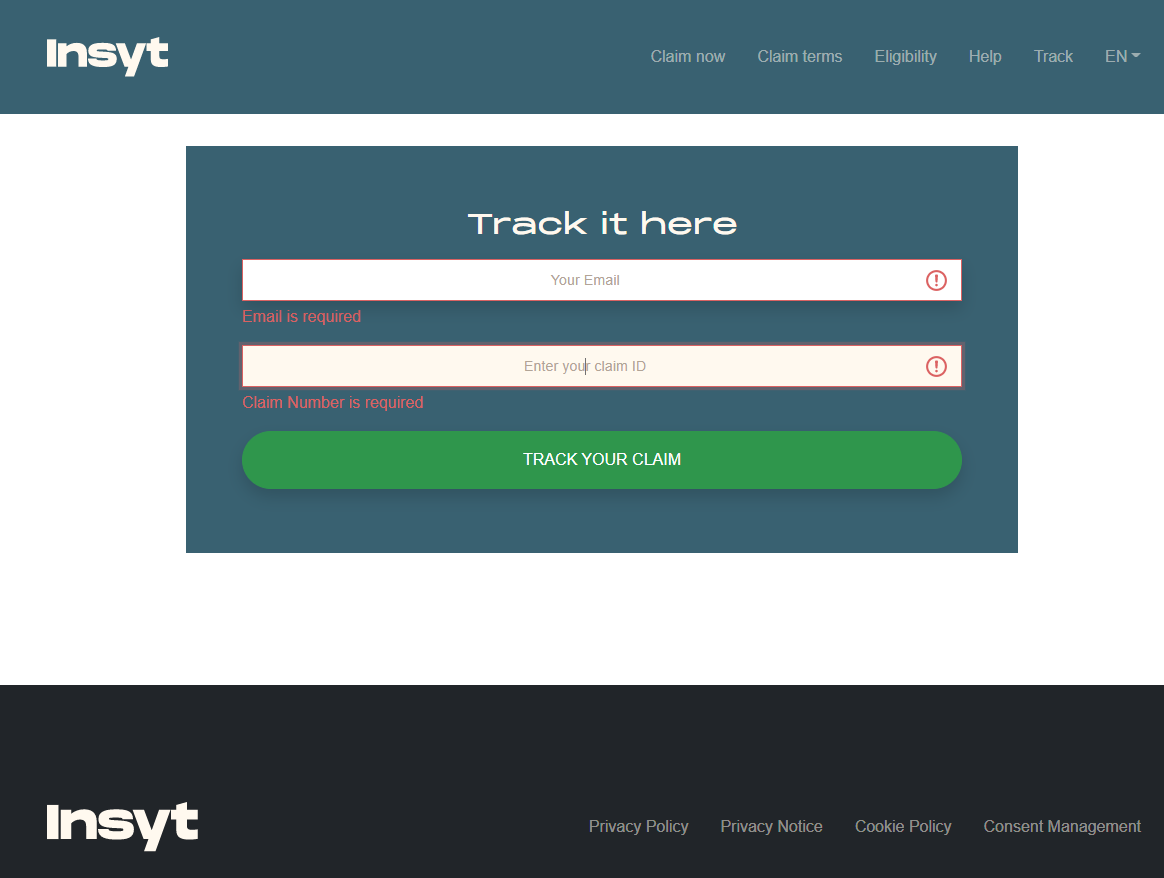 Insyt
Claim now Claim terms Eligibility Help Track EN
Track it here
Your Email
Email is required
Enter your claim ID
Claim Number is required
TRACK YOUR CLAIM
Insyt
Privacy Policy Privacy Notice Cookie Policy Consent Management